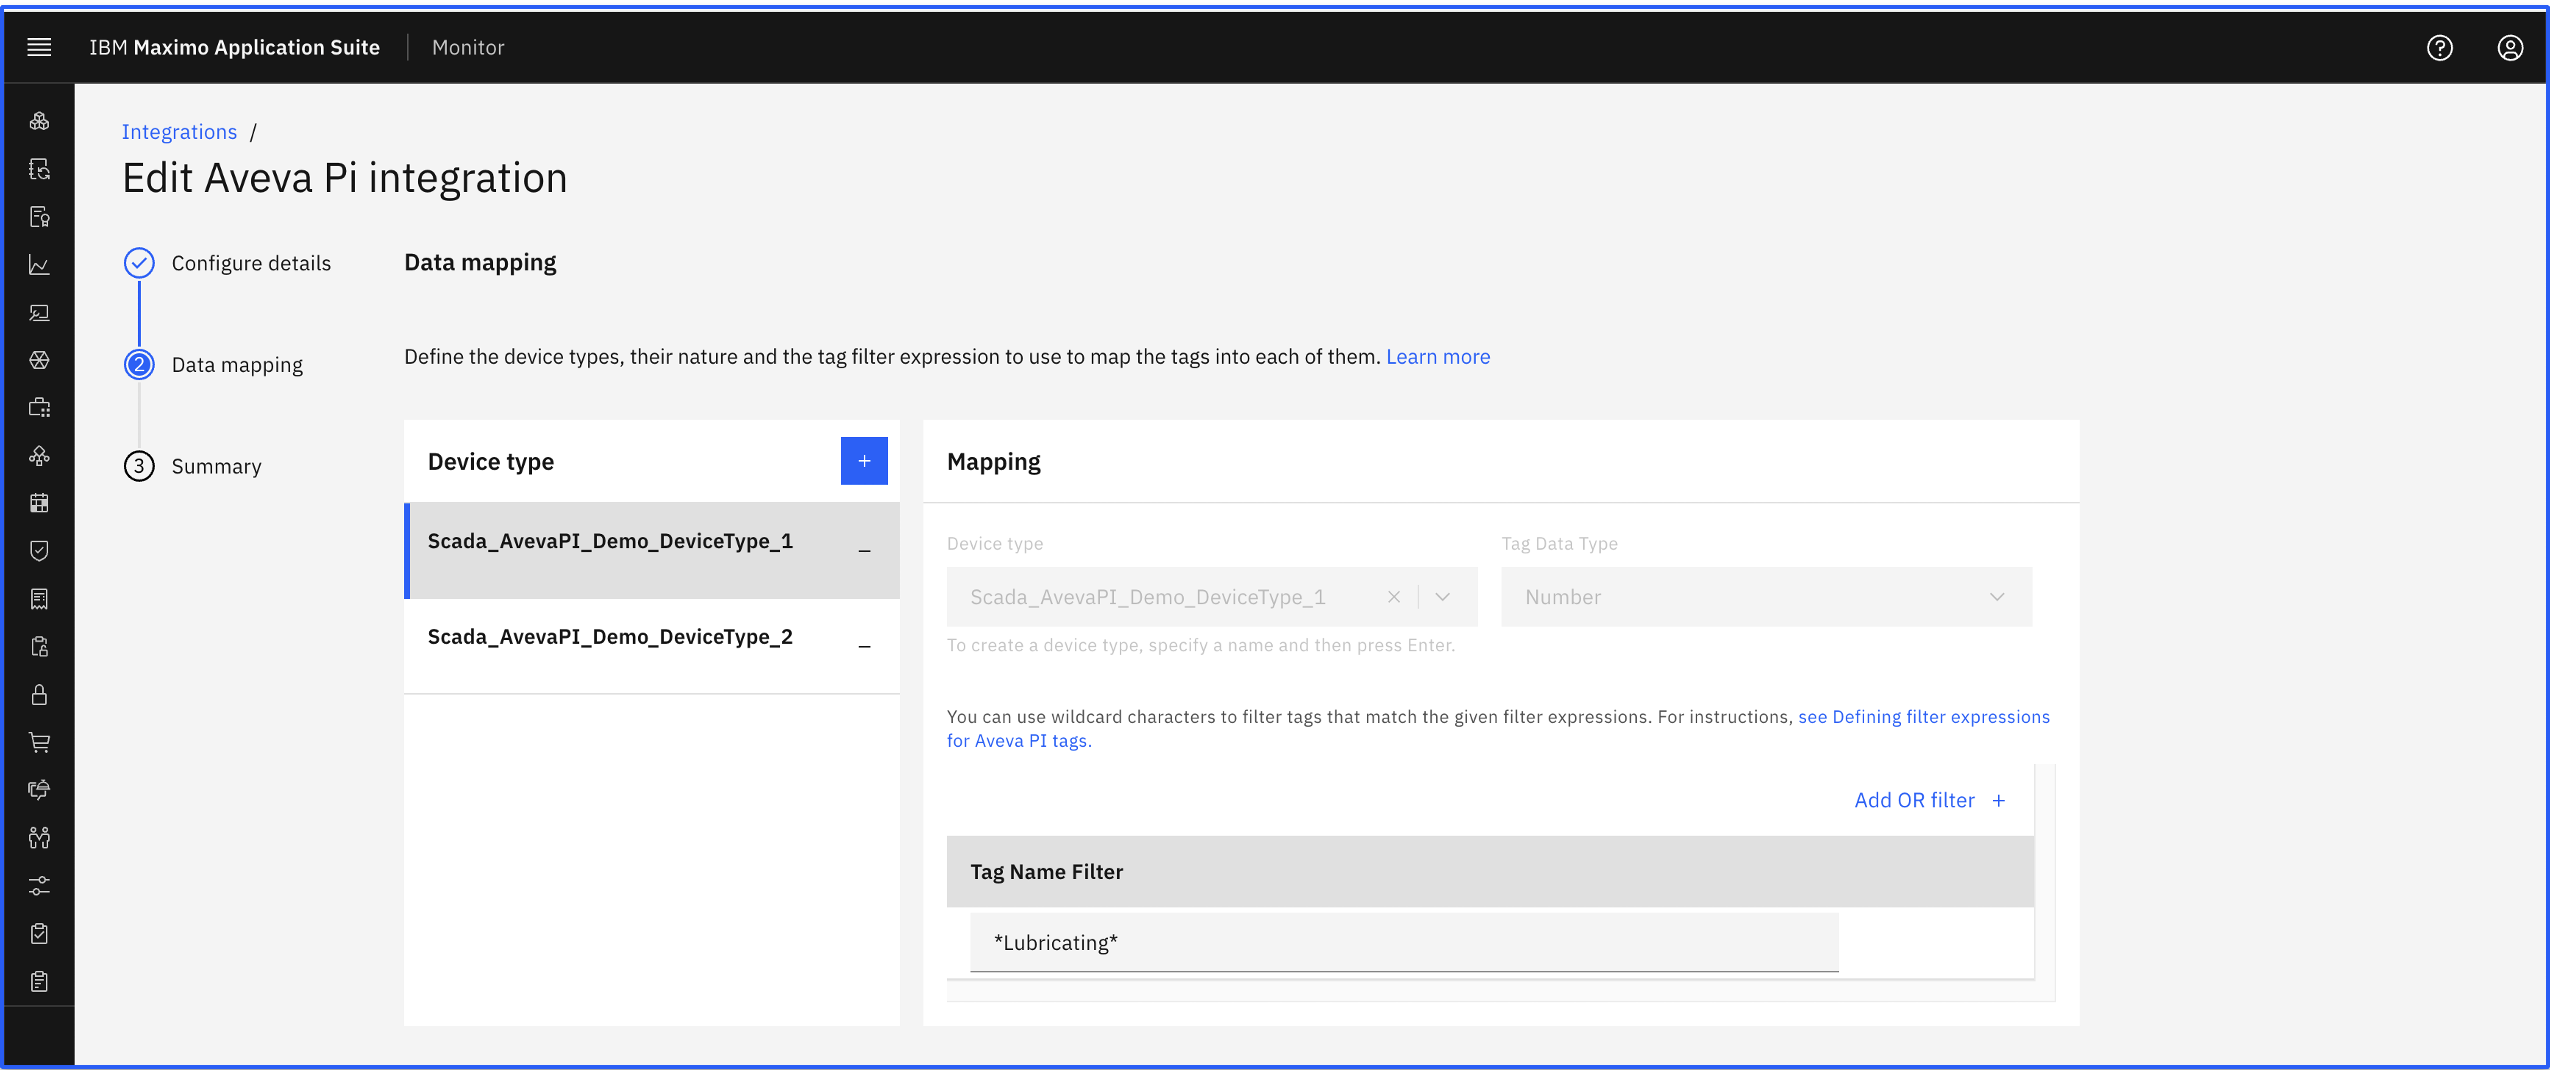 IBM Maximo Application Suite | Monitor
Integrations /
Edit Aveva Pi integration
Configure details
2 Data mapping
3 Summary
Data mapping
Define the device types, their nature and the tag filter expression to use to map the tags into each of them. Learn more
Device type
+
Scada_AvevaPI_Demo_DeviceType_1
Scada_AvevaPI_Demo_DeviceType_2
Mapping
Device type
Scada_AvevaPI_Demo_DeviceType_1
To create a device type, specify a name and then press Enter.
Tag Data Type
Number
You can use wildcard characters to filter tags that match the given filter expressions. For instructions, see Defining filter expressions
for Aveva PI tags.
Add OR filter +
Tag Name Filter
*Lubricating*